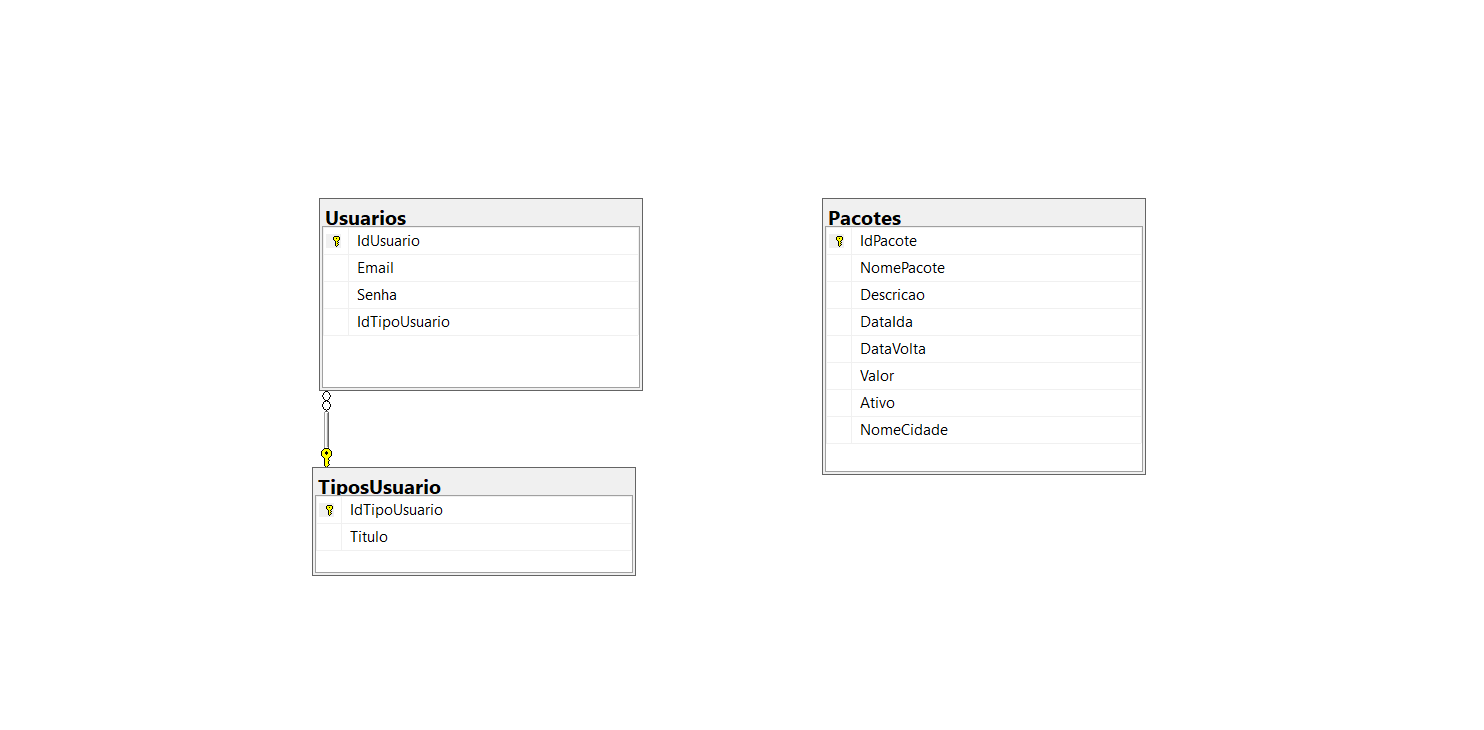 Usuarios
IdUsuario
Email
Senha
IdTipoUsuario
TiposUsuario
IdTipoUsuario
Titulo
Pacotes
IdPacote
NomePacote
Descricao
DataIda
DataVolta
Valor
Ativo
NomeCidade